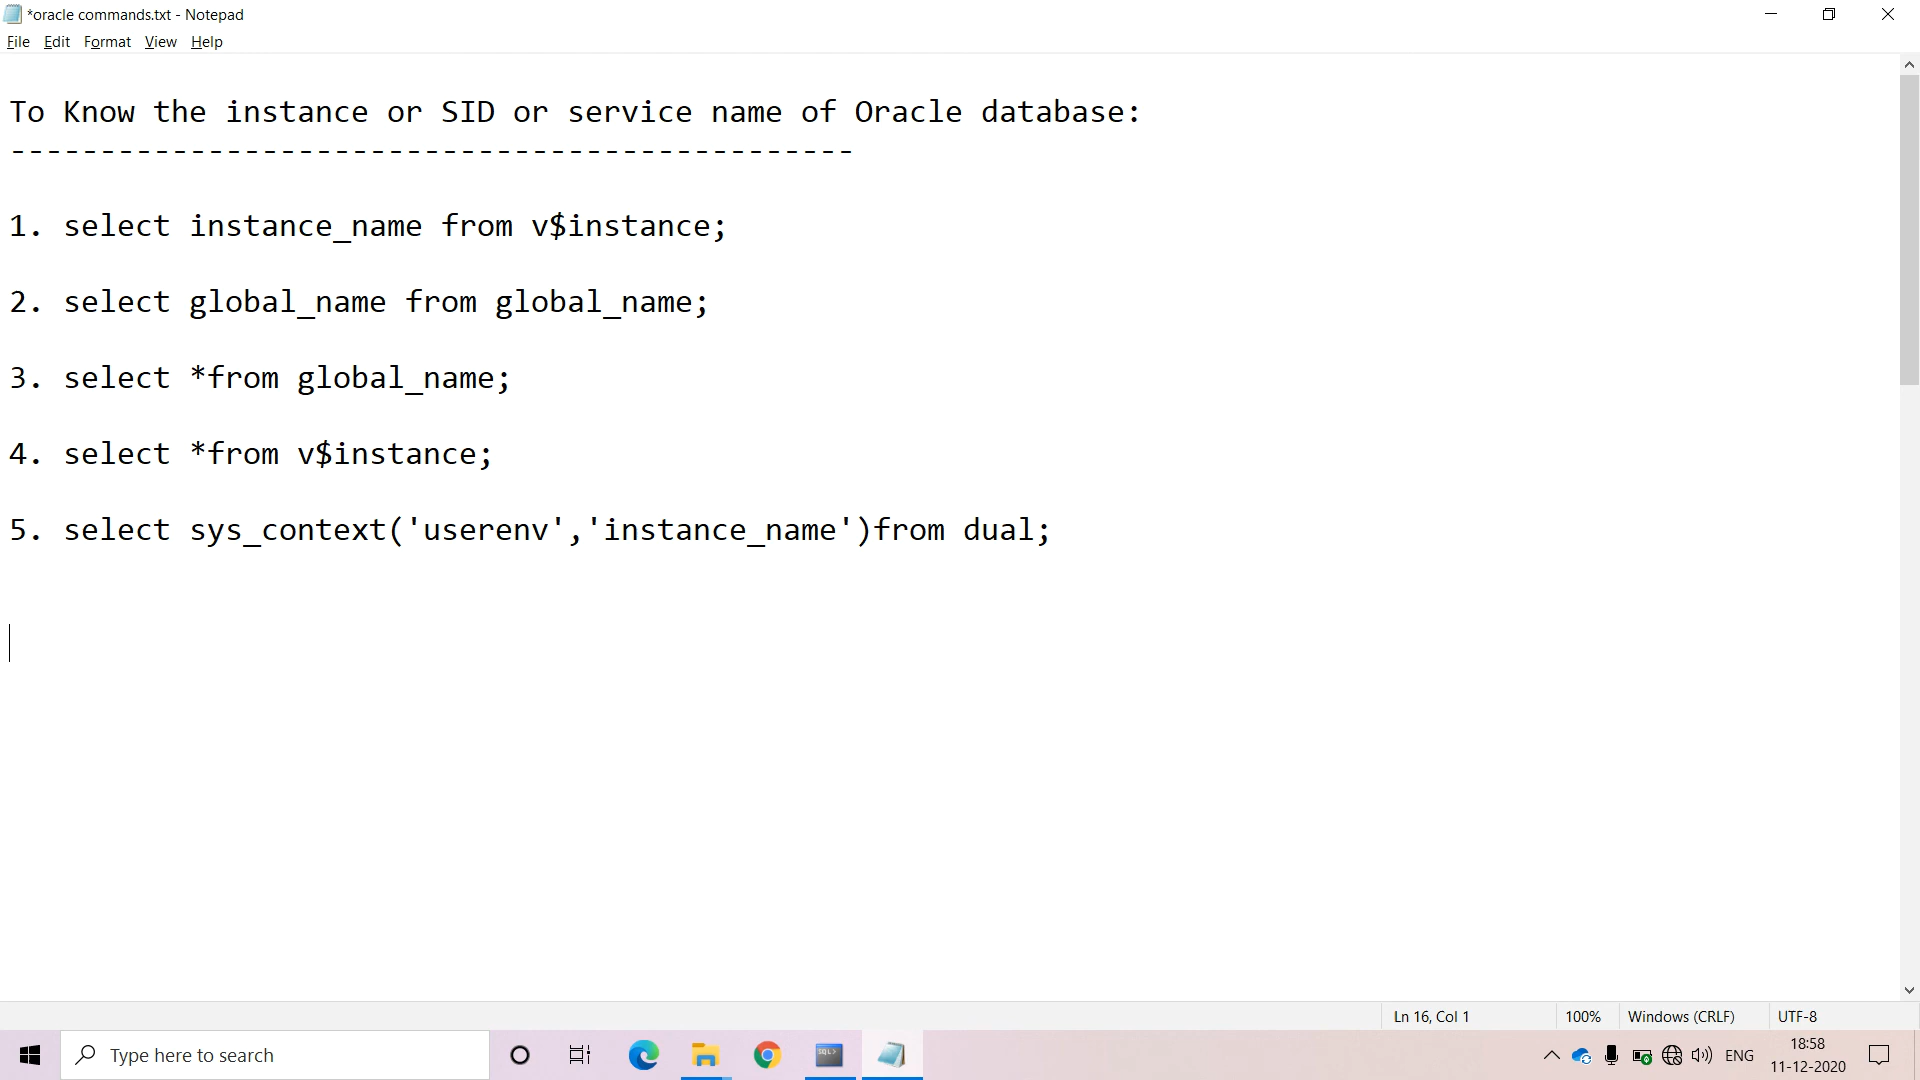 *oracle commands.txt - Notepad
File Edit Format View Help
To Know the instance or SID or service name of Oracle database:
-----------------------------------------------
1. select instance_name from v$instance;
2. select global_name from global_name;
3. select *from global_name;
4. select *from v$instance;
5. select sys_context('userenv','instance_name')from dual;
Ln 16, Col 1 100% Windows (CRLF) UTF-8
Type here to search
SQL>
ENG
18:58
11-12-2020